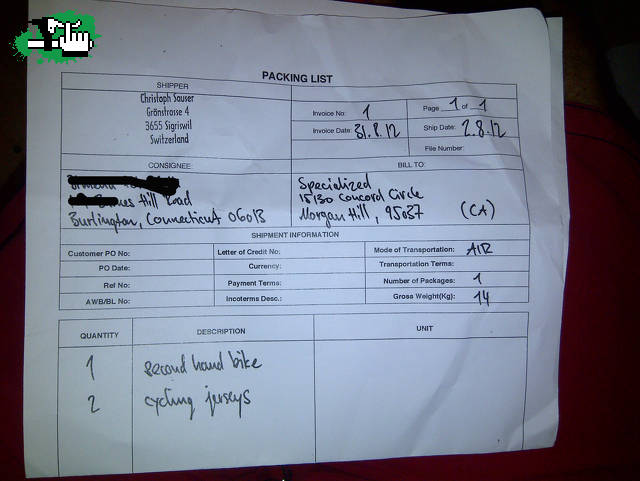 PACKING LIST
SHIPPER
Christoph Sauser
Gränstrasse 4
3655 Sigriswil
Switzerland
Invoice No: 1
Page 1 of 1
Invoice Date: 31.8.12
Ship Date: 2.8.12
File Number:
CONSIGNEE
Hill Road
Burlington, Connecticut 06013
BILL TO:
Specialized
15130 Concord Circle
Morgan Hill, 95037 (CA)
SHIPMENT INFORMATION
Customer PO No:
Letter of Credit No:
Mode of Transportation: AIR
PO Date:
Currency:
Transportation Terms:
Ref No:
Payment Terms:
Number of Packages: 1
AWB/BL No:
Incoterms Desc.:
Gross Weight(Kg): 14
QUANTITY DESCRIPTION UNIT
1 second hand bike
2 cycling jerseys